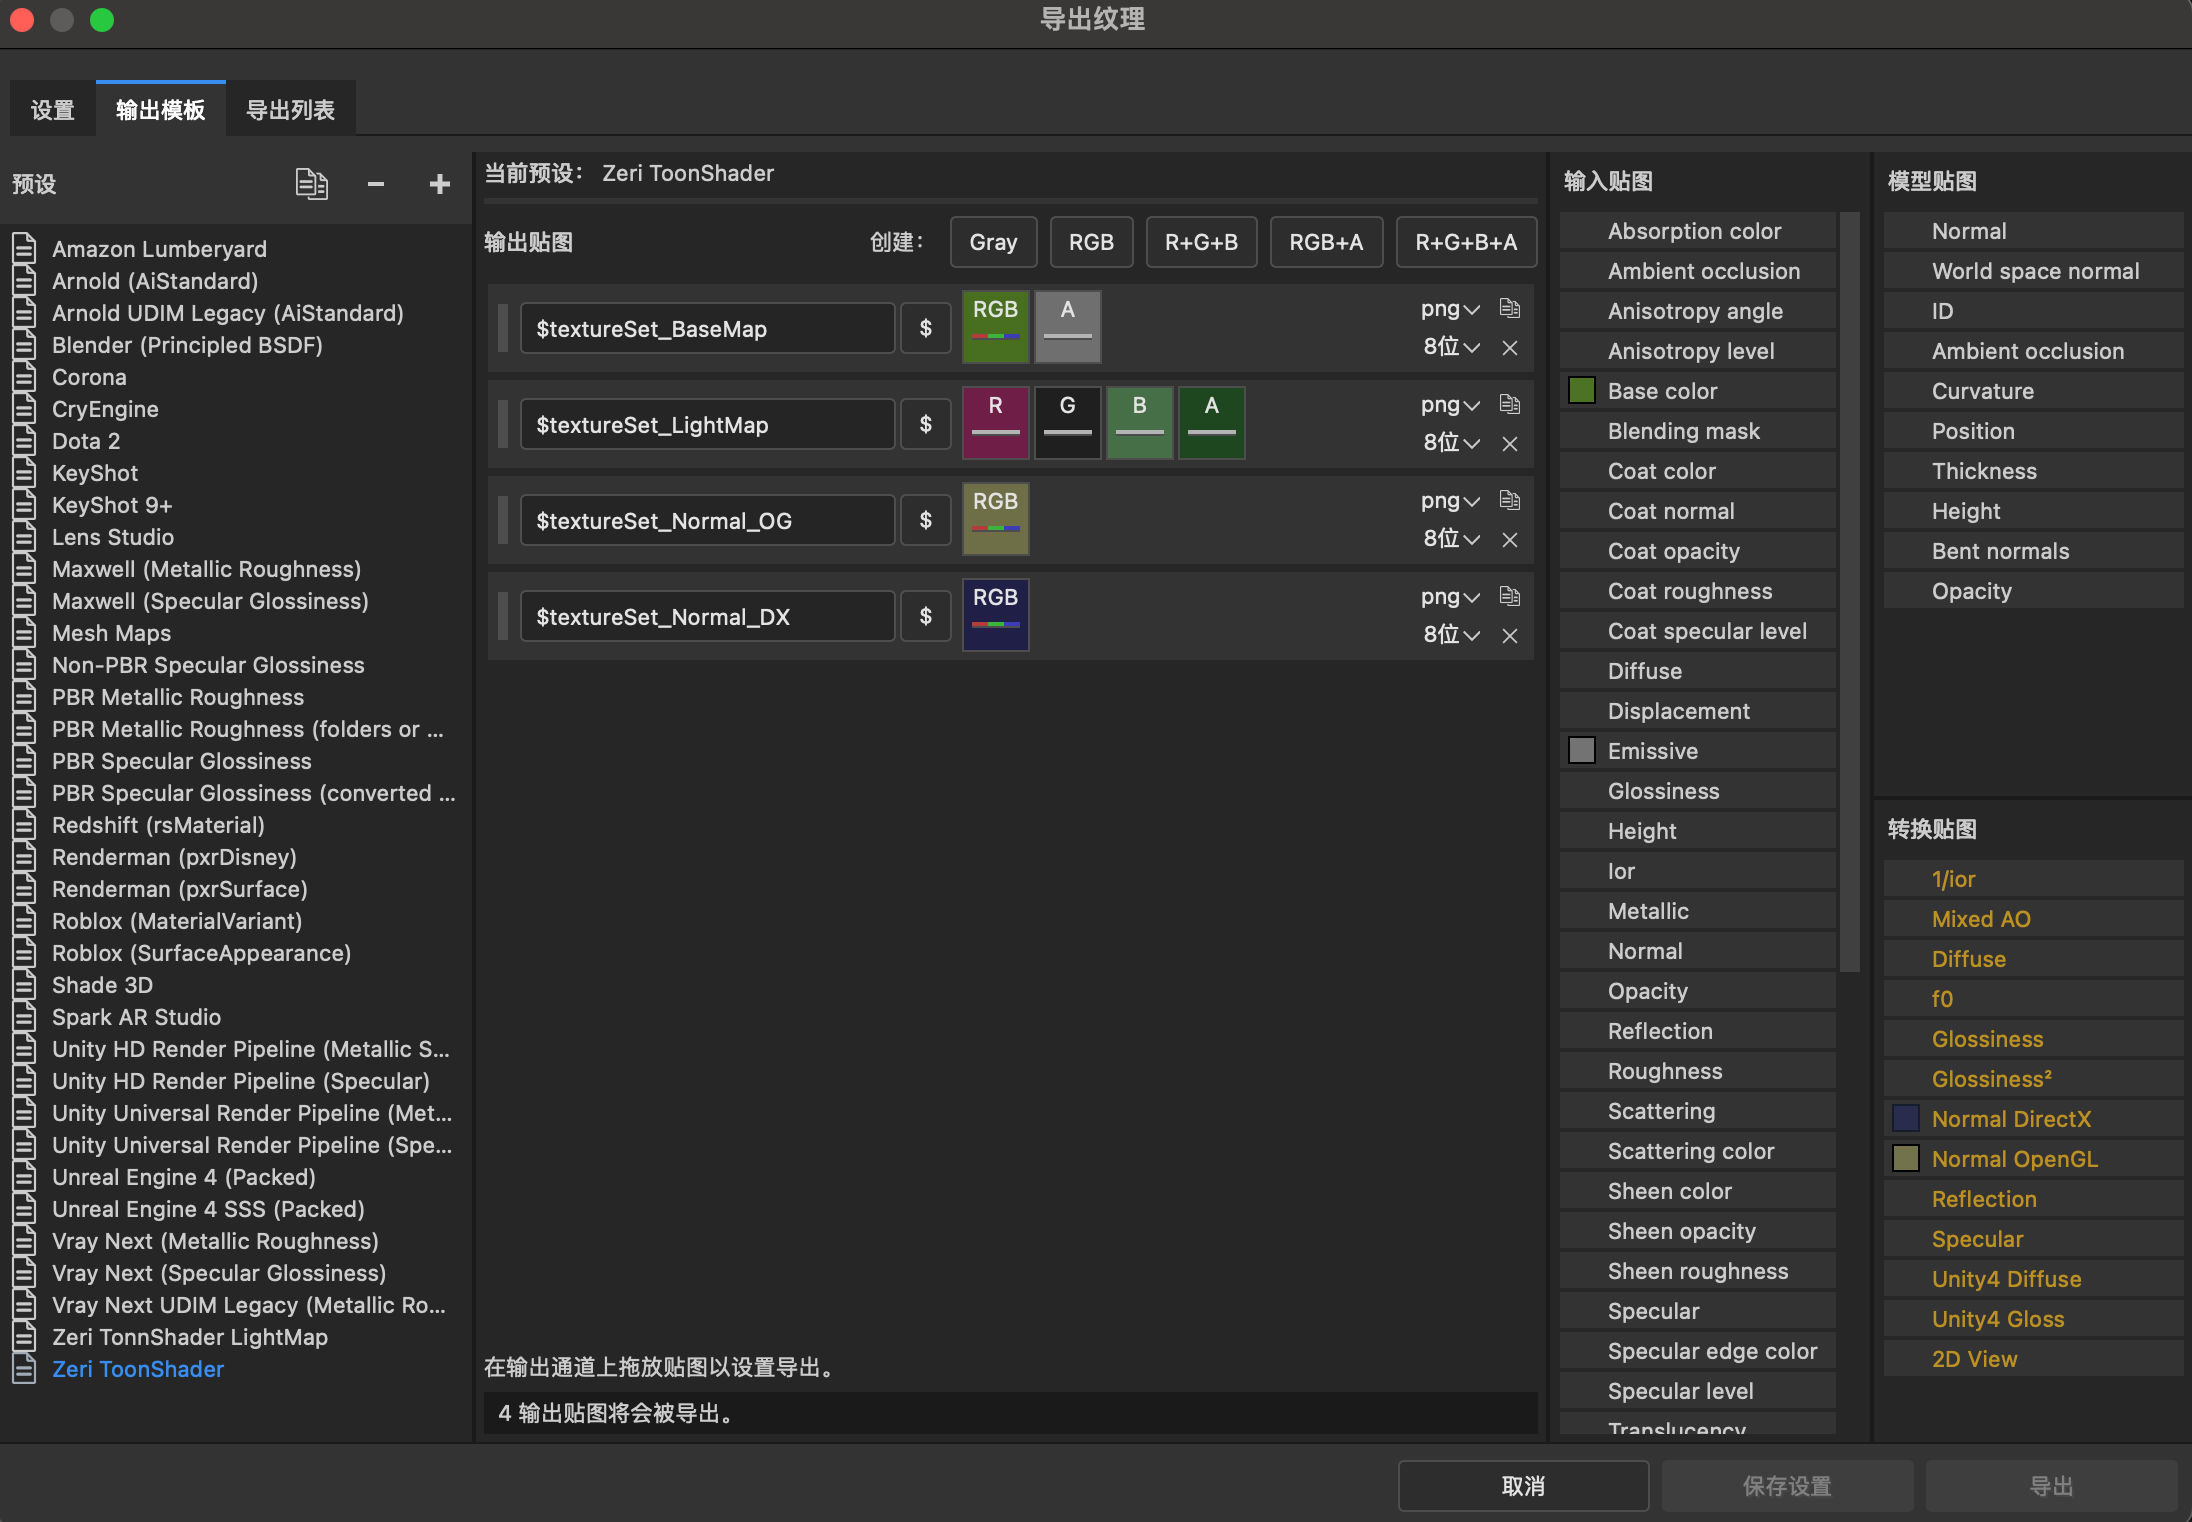 导出纹理
设置
输出模板
导出列表
预设
Amazon Lumberyard
Arnold (AiStandard)
Arnold UDIM Legacy (AiStandard)
Blender (Principled BSDF)
Corona
CryEngine
Dota 2
KeyShot
KeyShot 9+
Lens Studio
Maxwell (Metallic Roughness)
Maxwell (Specular Glossiness)
Mesh Maps
Non-PBR Specular Glossiness
PBR Metallic Roughness
PBR Metallic Roughness (folders or ...
PBR Specular Glossiness
PBR Specular Glossiness (converted ...
Redshift (rsMaterial)
Renderman (pxrDisney)
Renderman (pxrSurface)
Roblox (MaterialVariant)
Roblox (SurfaceAppearance)
Shade 3D
Spark AR Studio
Unity HD Render Pipeline (Metallic S...
Unity HD Render Pipeline (Specular)
Unity Universal Render Pipeline (Met...
Unity Universal Render Pipeline (Spe...
Unreal Engine 4 (Packed)
Unreal Engine 4 SSS (Packed)
Vray Next (Metallic Roughness)
Vray Next (Specular Glossiness)
Vray Next UDIM Legacy (Metallic Ro...
Zeri TonnShader LightMap
Zeri ToonShader
当前预设： Zeri ToonShader
输出贴图
创建： Gray RGB R+G+B RGB+A R+G+B+A
$textureSet_BaseMap $ RGB A png
8位
$textureSet_LightMap $ R G B A png
8位
$textureSet_Normal_OG $ RGB png
8位
$textureSet_Normal_DX $ RGB png
8位
在输出通道上拖放贴图以设置导出。
4 输出贴图将会被导出。
输入贴图
Absorption color
Ambient occlusion
Anisotropy angle
Anisotropy level
Base color
Blending mask
Coat color
Coat normal
Coat opacity
Coat roughness
Coat specular level
Diffuse
Displacement
Emissive
Glossiness
Height
Ior
Metallic
Normal
Opacity
Reflection
Roughness
Scattering
Scattering color
Sheen color
Sheen opacity
Sheen roughness
Specular
Specular edge color
Specular level
Translucency
模型贴图
Normal
World space normal
ID
Ambient occlusion
Curvature
Position
Thickness
Height
Bent normals
Opacity
转换贴图
1/ior
Mixed AO
Diffuse
f0
Glossiness
Glossiness²
Normal DirectX
Normal OpenGL
Reflection
Specular
Unity4 Diffuse
Unity4 Gloss
2D View
取消
保存设置
导出